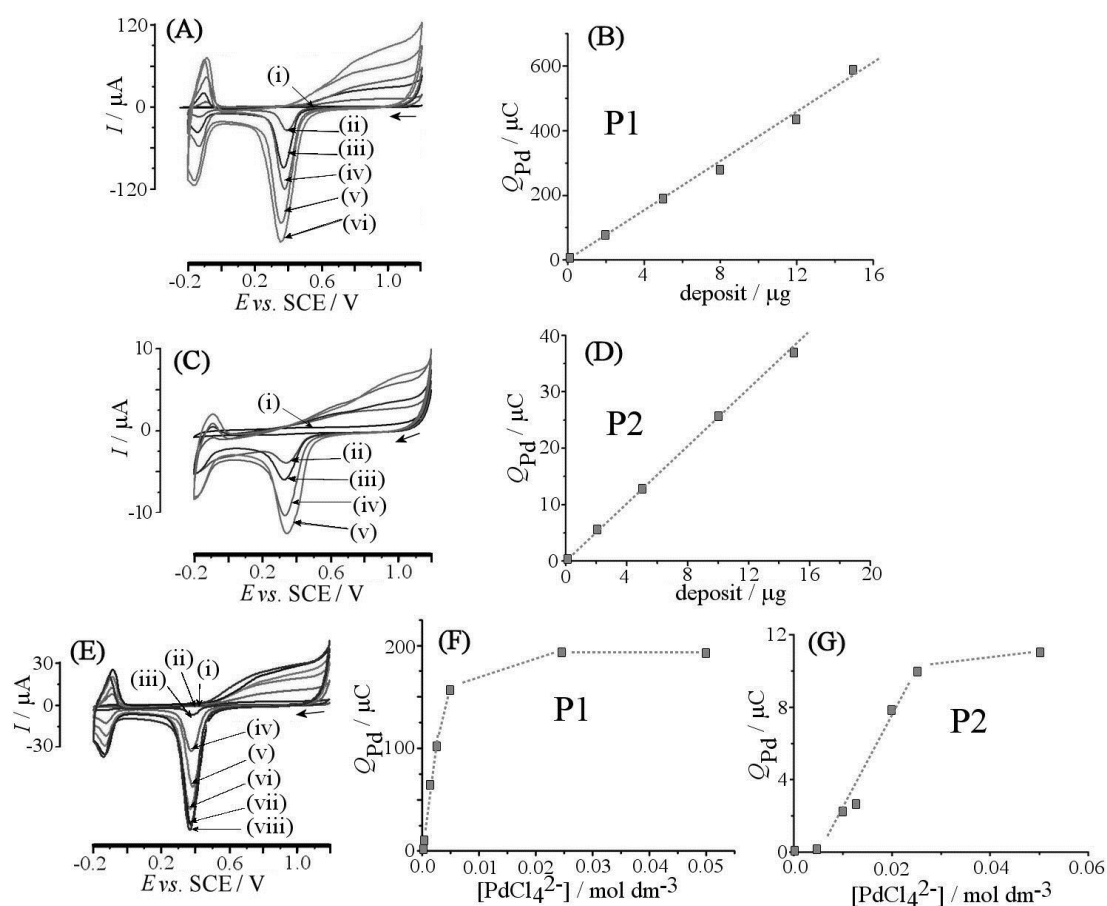 (A)
120
0
-120
I / μA
(i)
(ii)
(iii)
(iv)
(v)
(vi)
-0.2
0.2
0.6
1.0
E vs. SCE / V
(B)
P1
600
400
200
0
Q_Pd / μC
0
4
8
12
16
deposit / μg
(C)
10
0
-10
I / μA
(i)
(ii)
(iii)
(iv)
(v)
-0.2
0.2
0.6
1.0
E vs. SCE / V
(D)
P2
40
30
20
10
0
Q_Pd / μC
0
4
8
12
16
20
deposit / μg
(E)
30
0
-30
I / μA
(iii)
(ii)
(i)
(iv)
(v)
(vi)
(vii)
(viii)
-0.2
0.2
0.6
1.0
E vs. SCE / V
(F)
P1
200
100
0
Q_Pd / μC
0.00
0.01
0.02
0.03
0.04
0.05
[PdCl₄²⁻] / mol dm⁻³
(G)
P2
12
8
4
0
Q_Pd / μC
0.00
0.02
0.04
0.06
[PdCl₄²⁻] / mol dm⁻³